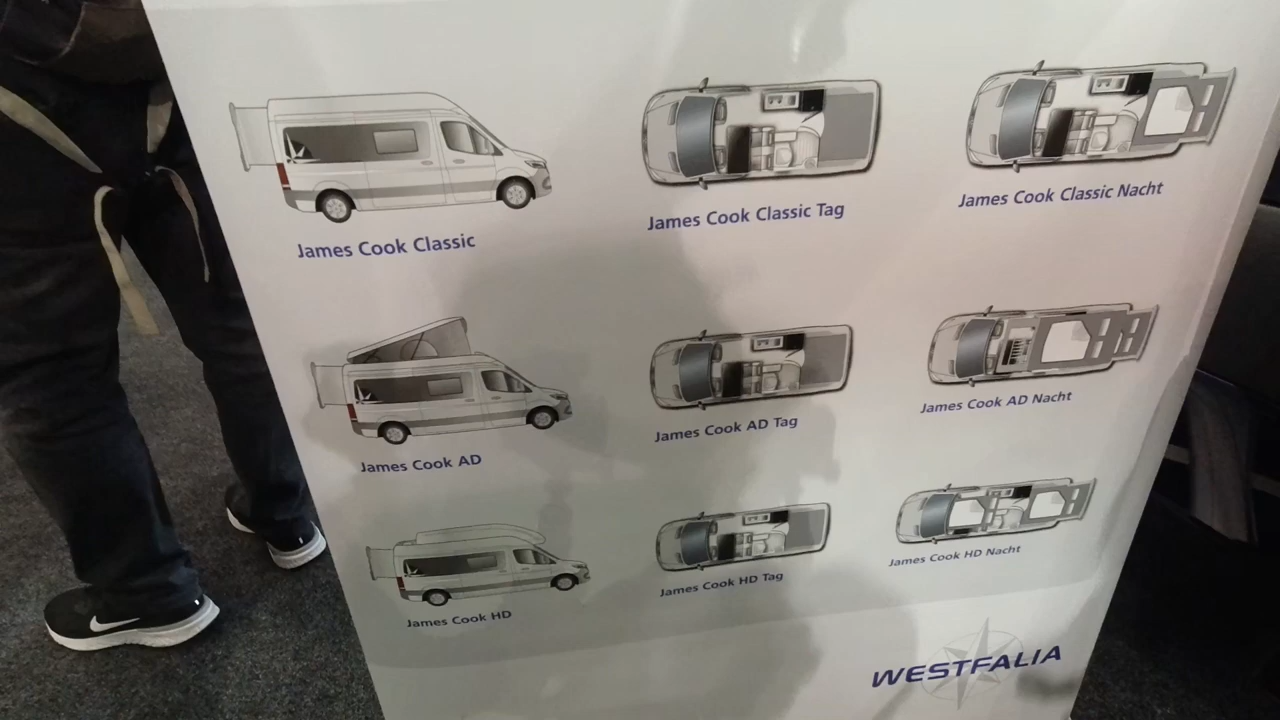 James Cook Classic
James Cook Classic Tag
James Cook Classic Nacht
James Cook AD
James Cook AD Tag
James Cook AD Nacht
James Cook HD
James Cook HD Tag
James Cook HD Nacht
WESTFALIA